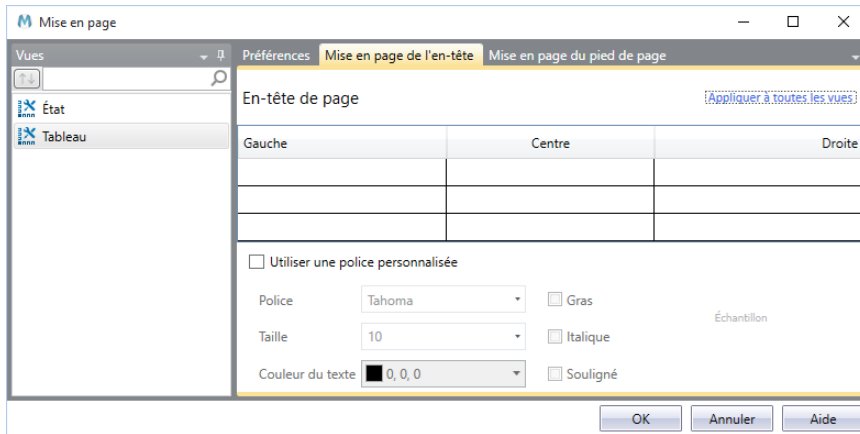 Mise en page
Vues
Préférences Mise en page de l'en-tête Mise en page du pied de page
État
Tableau
En-tête de page Appliquer à toutes les vues
Gauche Centre Droite
Utiliser une police personnalisée
Police Tahoma Gras
Échantillon
Taille 10 Italique
Couleur du texte 0, 0, 0 Souligné
OK Annuler Aide